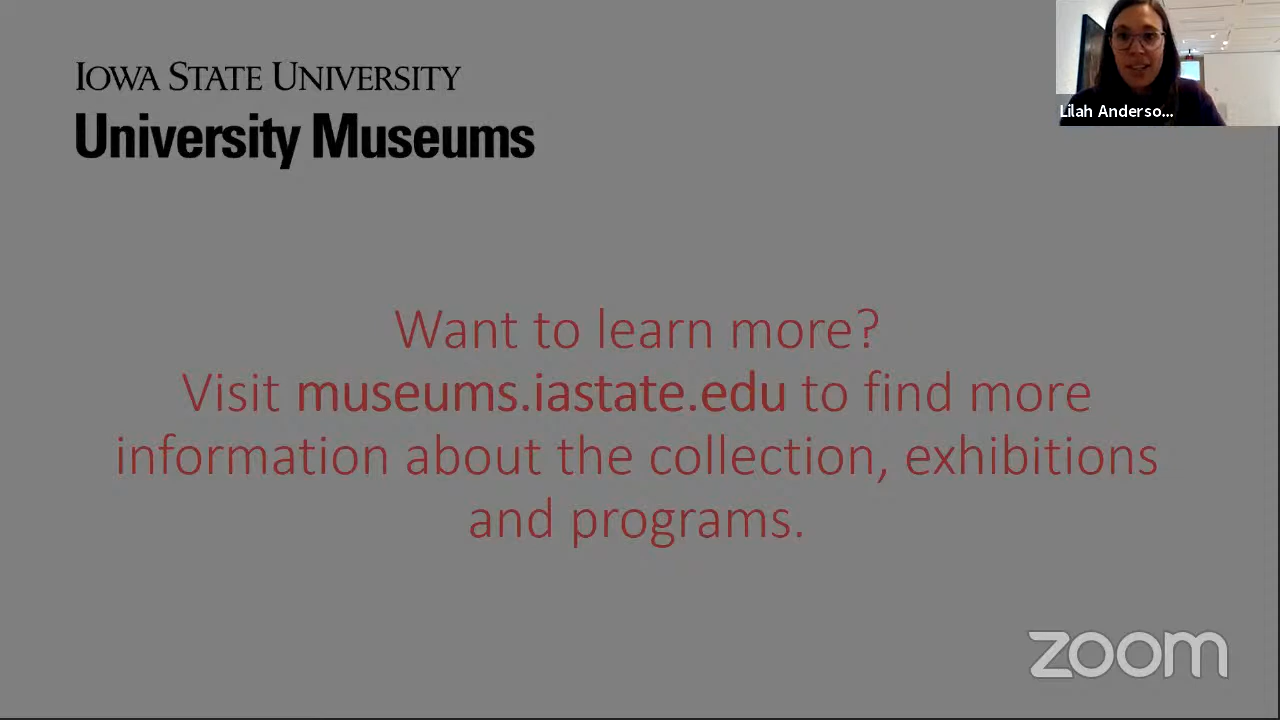 IOWA STATE UNIVERSITY
University Museums
Lilah Anderso...
Want to learn more?
Visit museums.iastate.edu to find more
information about the collection, exhibitions
and programs.
zoom